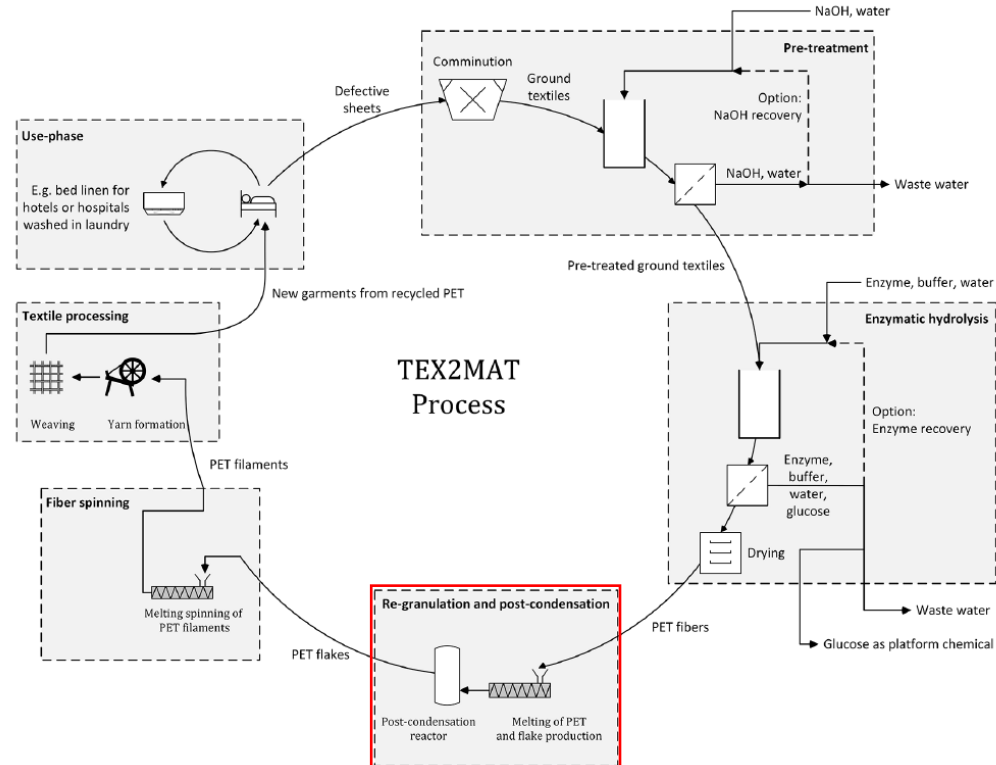 NaOH, water
Pre-treatment
Comminution
Ground
textiles
Defective
sheets
Option:
NaOH recovery
NaOH, water
Waste water
Use-phase
E.g. bed linen for
hotels or hospitals
washed in laundry
Pre-treated ground textiles
New garments from recycled PET
Enzyme, buffer, water
Enzymatic hydrolysis
Textile processing
Weaving
Yarn formation
TEX2MAT
Process
Option:
Enzyme recovery
PET filaments
Enzyme,
buffer,
water,
glucose
Fiber spinning
Drying
Melting spinning of
PET filaments
Re-granulation and post-condensation
PET fibers
Waste water
Glucose as platform chemical
PET flakes
Post-condensation
reactor
Melting of PET
and flake production